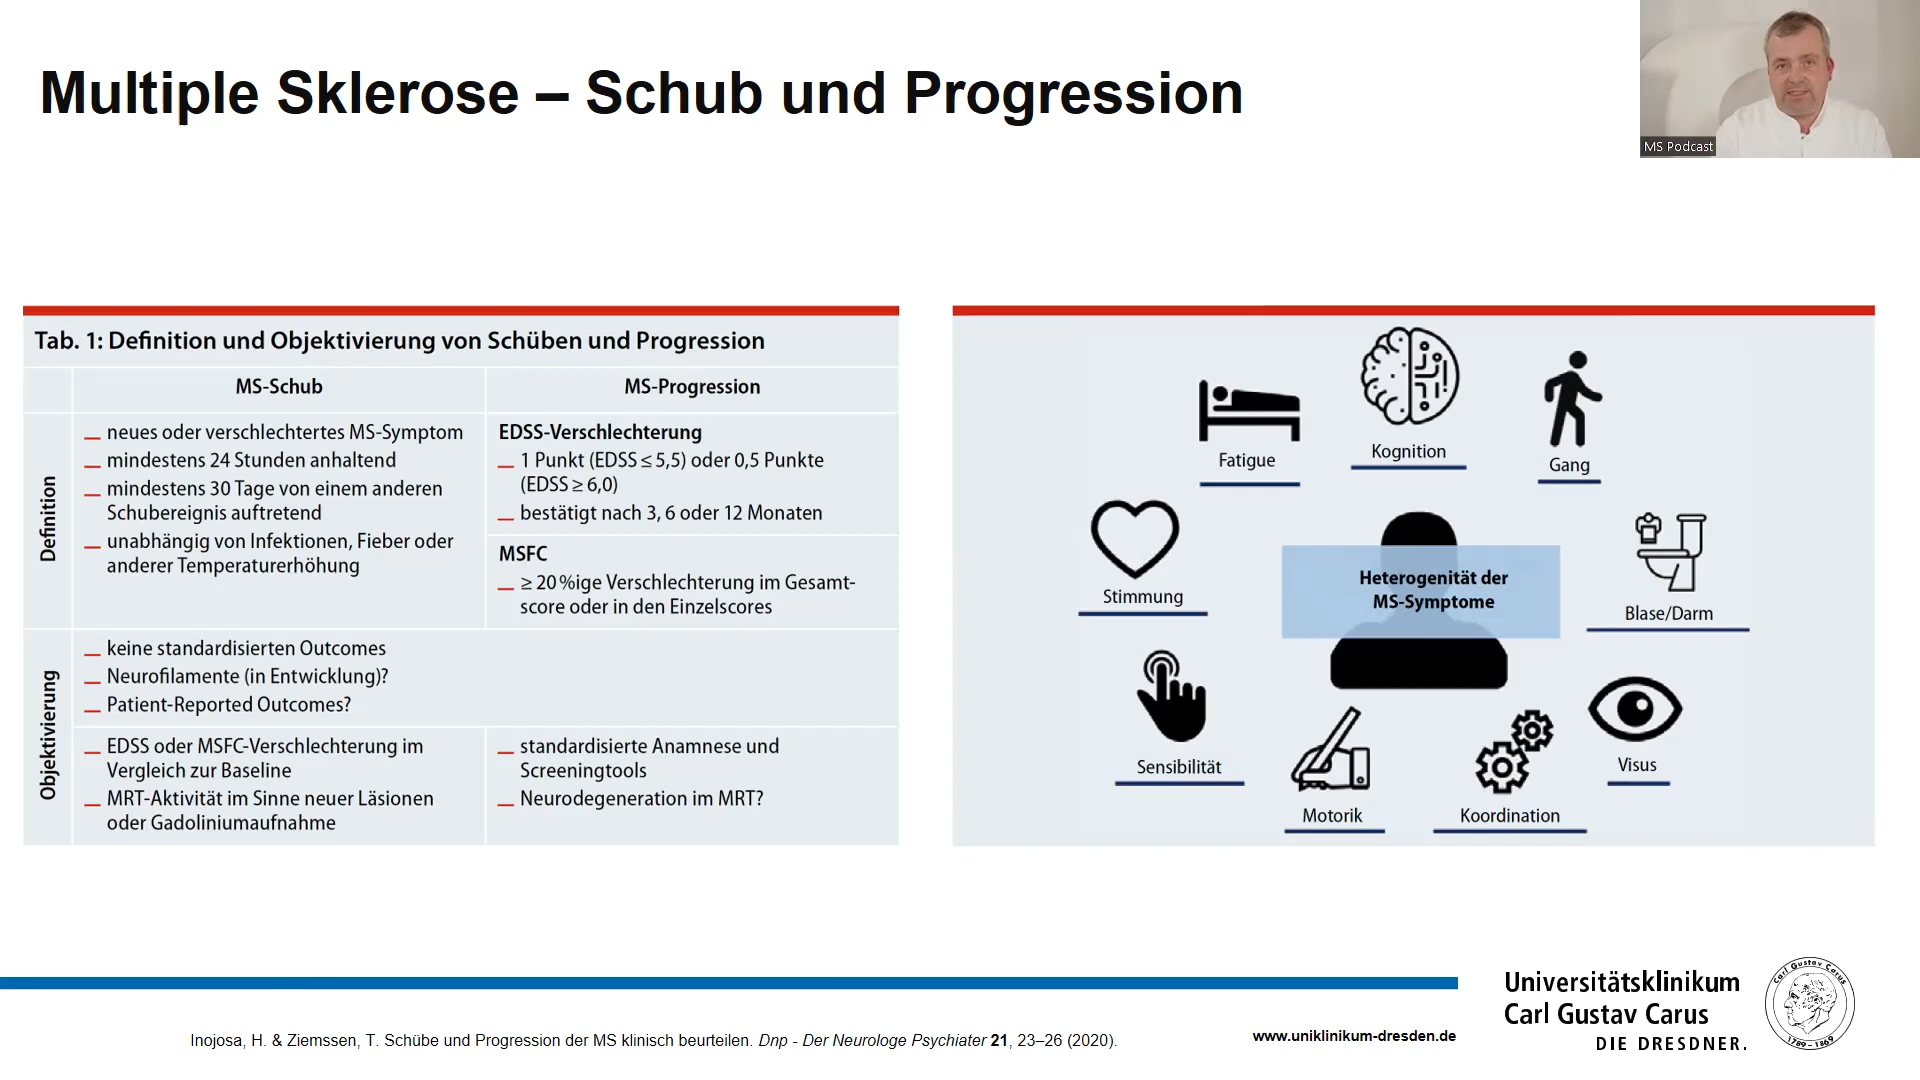 Multiple Sklerose – Schub und Progression
MS Podcast
Tab. 1: Definition und Objektivierung von Schüben und Progression
MS-Schub
MS-Progression
Definition
— neues oder verschlechtertes MS-Symptom
— mindestens 24 Stunden anhaltend
— mindestens 30 Tage von einem anderen
Schubereignis auftretend
— unabhängig von Infektionen, Fieber oder
anderer Temperaturerhöhung
EDSS-Verschlechterung
— 1 Punkt (EDSS ≤ 5,5) oder 0,5 Punkte
(EDSS ≥ 6,0)
— bestätigt nach 3, 6 oder 12 Monaten
MSFC
— ≥ 20 %ige Verschlechterung im Gesamt-
score oder in den Einzelscores
Objektivierung
— keine standardisierten Outcomes
— Neurofilamente (in Entwicklung)?
— Patient-Reported Outcomes?
— EDSS oder MSFC-Verschlechterung im
Vergleich zur Baseline
— MRT-Aktivität im Sinne neuer Läsionen
oder Gadoliniumaufnahme
— standardisierte Anamnese und
Screeningtools
— Neurodegeneration im MRT?
Fatigue
Kognition
Gang
Stimmung
Heterogenität der
MS-Symptome
Blase/Darm
Sensibilität
Motorik
Koordination
Visus
Inojosa, H. & Ziemssen, T. Schübe und Progression der MS klinisch beurteilen. Dnp - Der Neurologe Psychiater 21, 23–26 (2020).
www.uniklinikum-dresden.de
Universitätsklinikum
Carl Gustav Carus
DIE DRESDNER.
Carl Gustav Carus
1789–1869